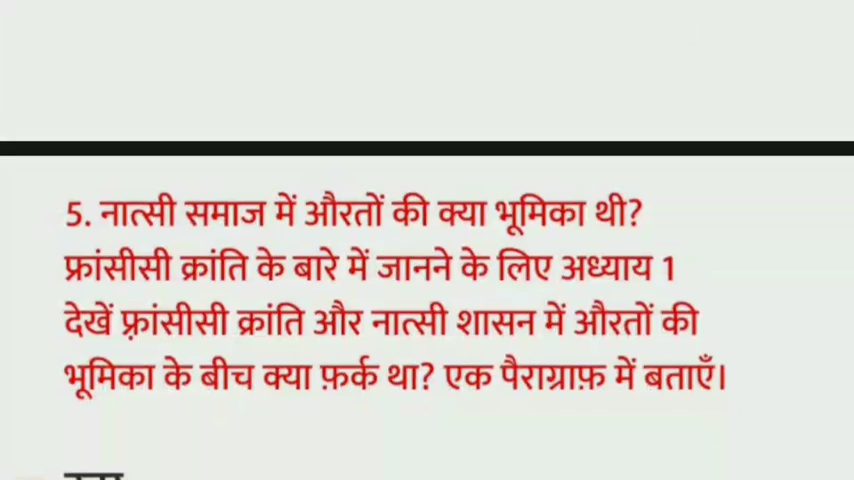 5. नात्सी समाज में औरतों की क्या भूमिका थी?
फ्रांसीसी क्रांति के बारे में जानने के लिए अध्याय 1
देखें फ़्रांसीसी क्रांति और नात्सी शासन में औरतों की
भूमिका के बीच क्या फ़र्क था? एक पैराग्राफ़ में बताएँ।